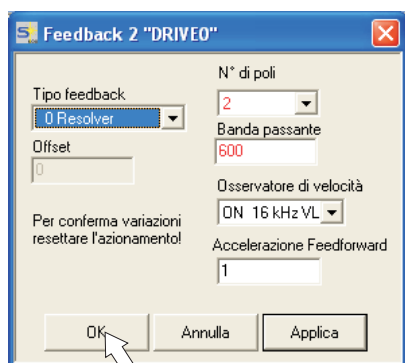 Feedback 2 "DRIVE0"
Tipo feedback
0 Resolver
Offset
0
Per conferma variazioni
resettare l'azionamento!
N° di poli
2
Banda passante
600
Osservatore di velocità
ON 16 kHz VL
Accelerazione Feedforward
1
OK
Annulla
Applica